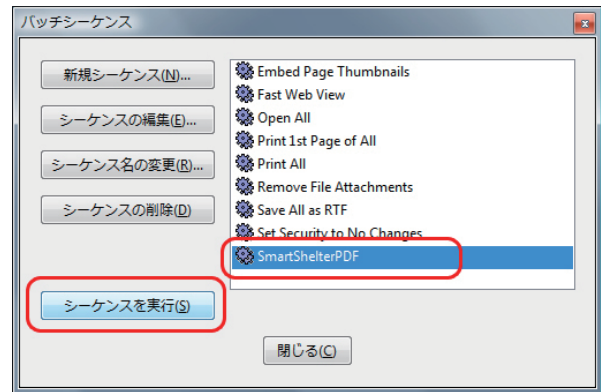 バッチシーケンス
新規シーケンス(N)...
シーケンスの編集(E)...
シーケンス名の変更(R)...
シーケンスの削除(D)
シーケンスを実行(S)
Embed Page Thumbnails
Fast Web View
Open All
Print 1st Page of All
Print All
Remove File Attachments
Save All as RTF
Set Security to No Changes
SmartShelterPDF
閉じる(C)